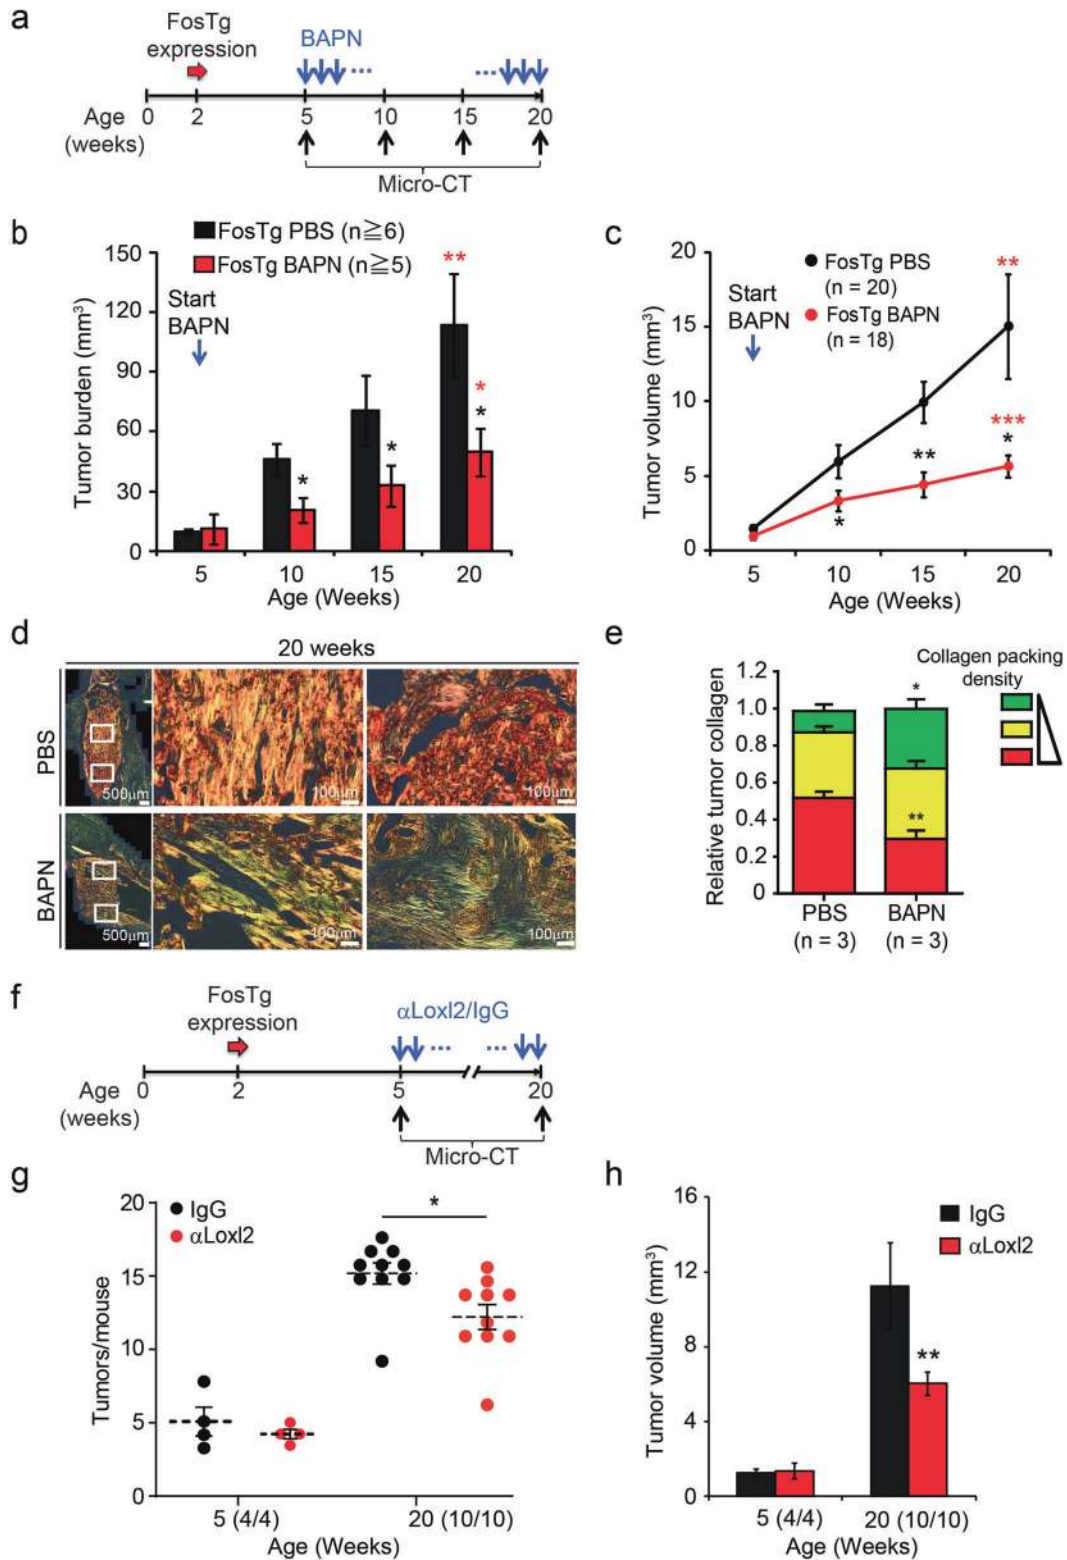 a
FosTg
expression
BAPN
Age
(weeks)
0
2
5
10
15
20
Micro-CT
b
FosTg PBS (n≧6)
FosTg BAPN (n≧5)
Start
BAPN
Tumor burden (mm³)
150
120
90
60
30
0
*
*
**
*
*
5
10
15
20
Age (Weeks)
c
FosTg PBS
(n = 20)
FosTg BAPN
(n = 18)
Start
BAPN
Tumor volume (mm³)
20
15
10
5
0
*
**
**
***
*
5
10
15
20
Age (Weeks)
d
20 weeks
PBS
500µm
100µm
100µm
BAPN
500µm
100µm
100µm
e
Collagen packing
density
Relative tumor collagen
1.2
1.0
0.8
0.6
0.4
0.2
0
*
**
PBS
(n = 3)
BAPN
(n = 3)
f
FosTg
expression
αLoxl2/IgG
Age
(weeks)
0
2
5
20
Micro-CT
g
IgG
αLoxl2
*
Tumors/mouse
20
15
10
5
0
5 (4/4)
20 (10/10)
Age (Weeks)
h
IgG
αLoxl2
Tumor volume (mm³)
16
12
8
4
0
**
5 (4/4)
20 (10/10)
Age (Weeks)